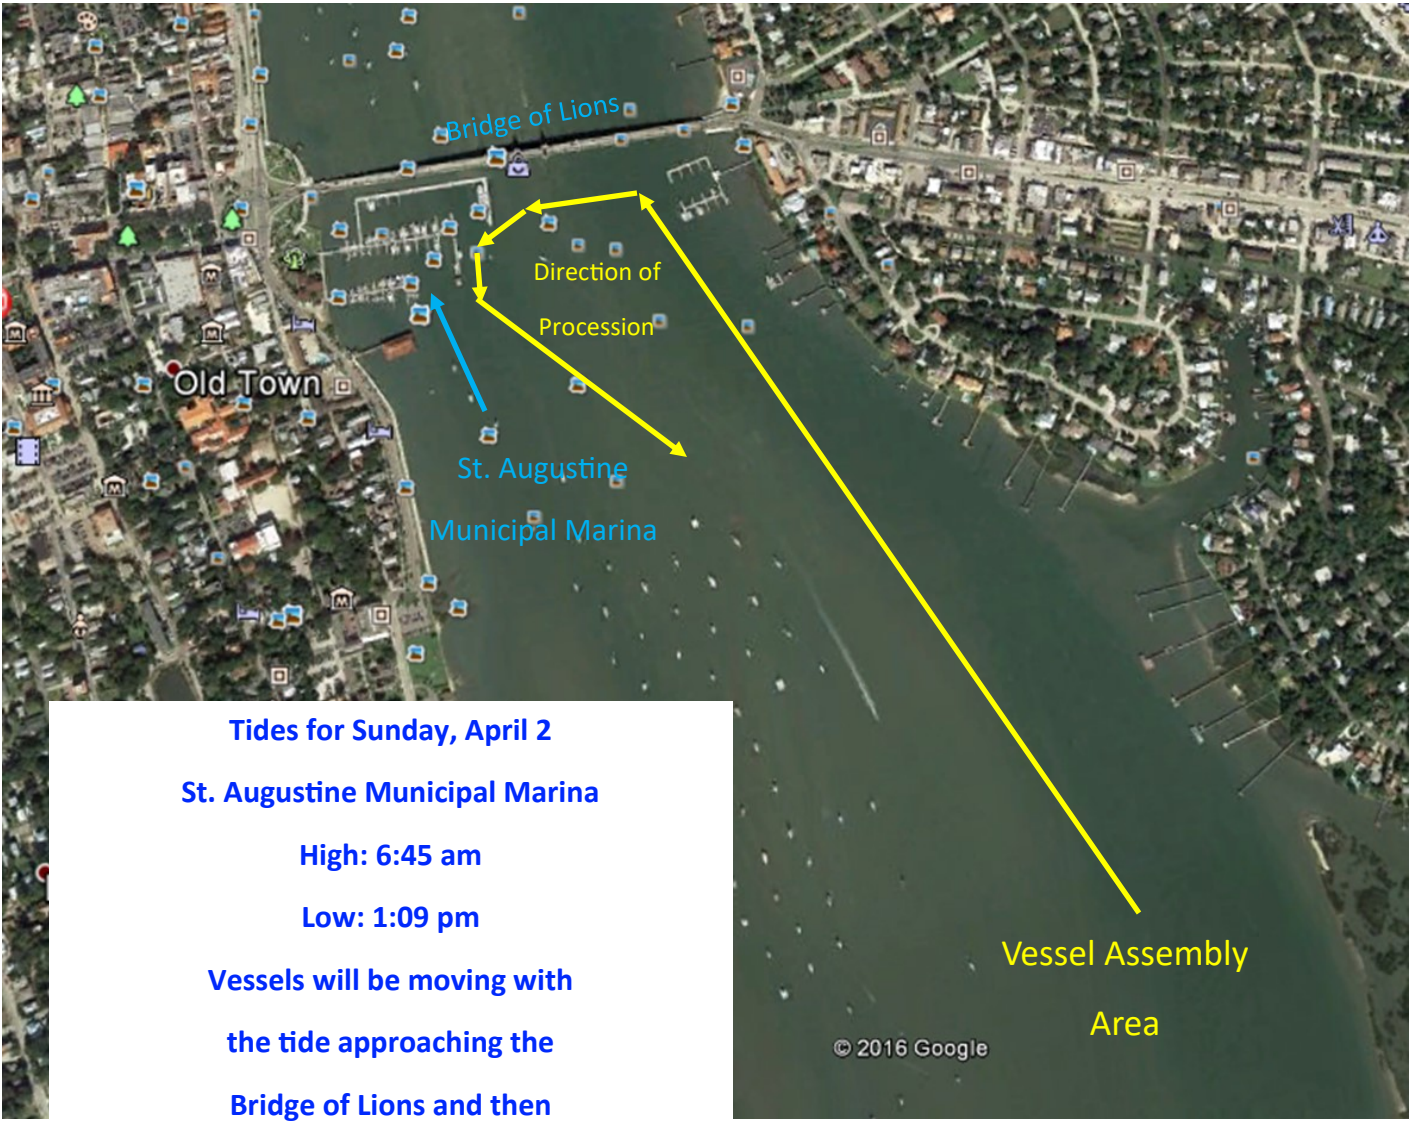 Bridge of Lions
Direction of
Procession
Old Town
St. Augustine
Municipal Marina
Tides for Sunday, April 2
St. Augustine Municipal Marina
High: 6:45 am
Low: 1:09 pm
Vessels will be moving with
the tide approaching the
Bridge of Lions and then
Vessel Assembly
Area
© 2016 Google